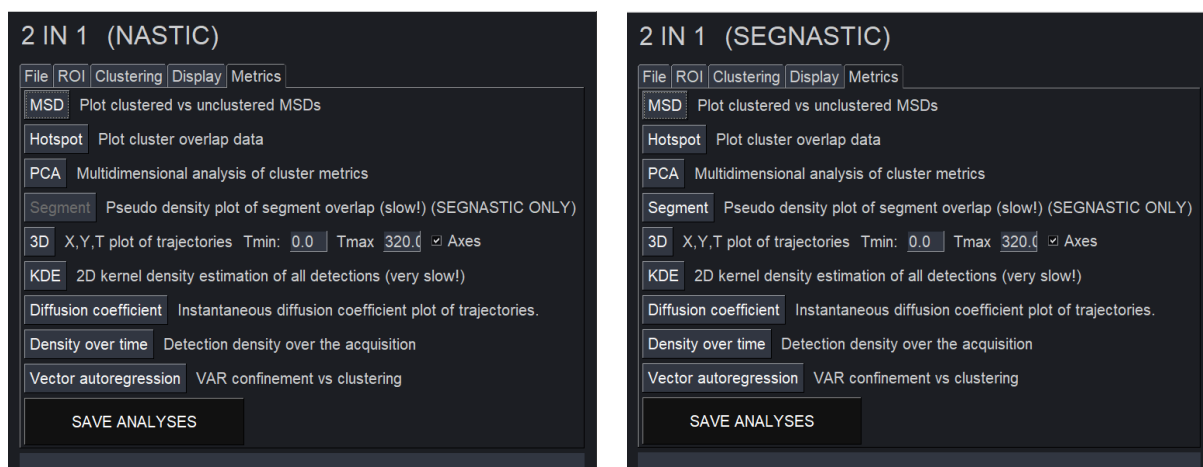 2 IN 1 (NASTIC)
File ROI Clustering Display Metrics
MSD Plot clustered vs unclustered MSDs
Hotspot Plot cluster overlap data
PCA Multidimensional analysis of cluster metrics
Segment Pseudo density plot of segment overlap (slow!) (SEGNASTIC ONLY)
3D X,Y,T plot of trajectories Tmin: 0.0 Tmax 320.0 Axes
KDE 2D kernel density estimation of all detections (very slow!)
Diffusion coefficient Instantaneous diffusion coefficient plot of trajectories.
Density over time Detection density over the acquisition
Vector autoregression VAR confinement vs clustering
SAVE ANALYSES
2 IN 1 (SEGNASTIC)
File ROI Clustering Display Metrics
MSD Plot clustered vs unclustered MSDs
Hotspot Plot cluster overlap data
PCA Multidimensional analysis of cluster metrics
Segment Pseudo density plot of segment overlap (slow!) (SEGNASTIC ONLY)
3D X,Y,T plot of trajectories Tmin: 0.0 Tmax 320.0 Axes
KDE 2D kernel density estimation of all detections (very slow!)
Diffusion coefficient Instantaneous diffusion coefficient plot of trajectories.
Density over time Detection density over the acquisition
Vector autoregression VAR confinement vs clustering
SAVE ANALYSES